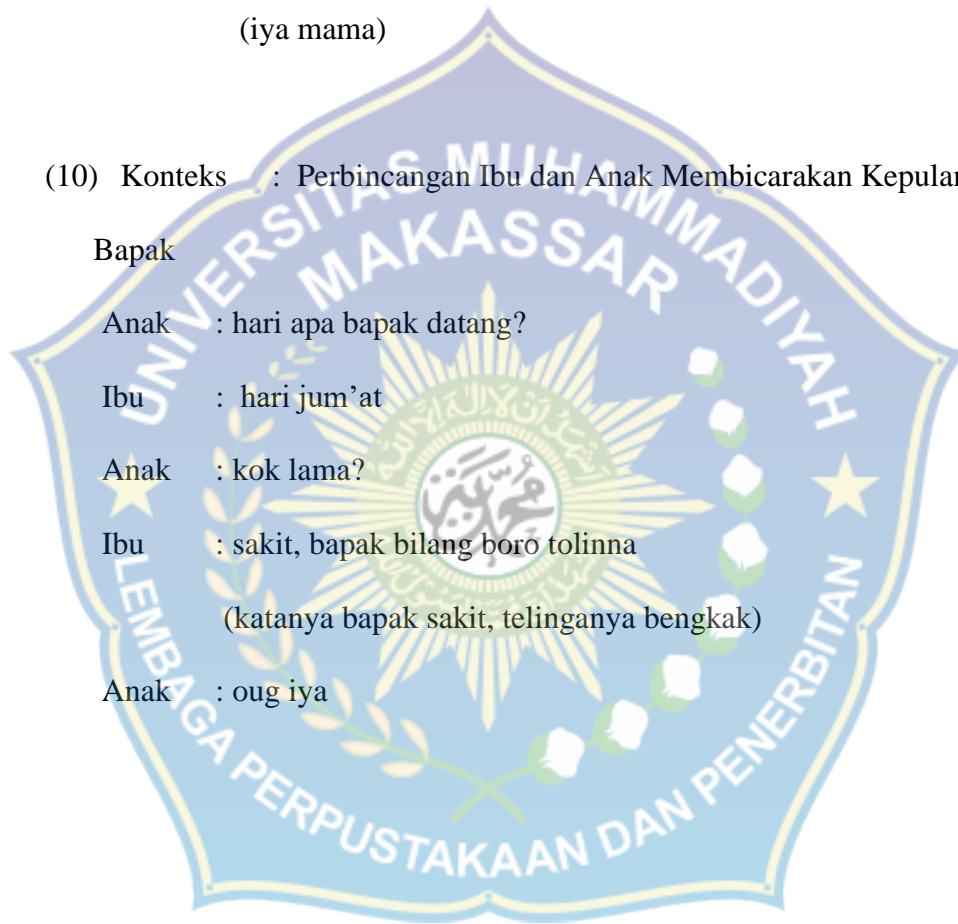 (iya mama)
(10) Konteks : Perbincangan Ibu dan Anak Membicarakan Kepulan
Bapak
Anak : hari apa bapak datang?
Ibu : hari jum’at
Anak : kok lama?
Ibu : sakit, bapak bilang boro tolinna
(katanya bapak sakit, telinganya bengkak)
Anak : oug iya
UNIVERSITAS MUHAMMADIYAH
MAKASSAR
LEMBAGA PERPUSTAKAAN DAN PENERBITAN